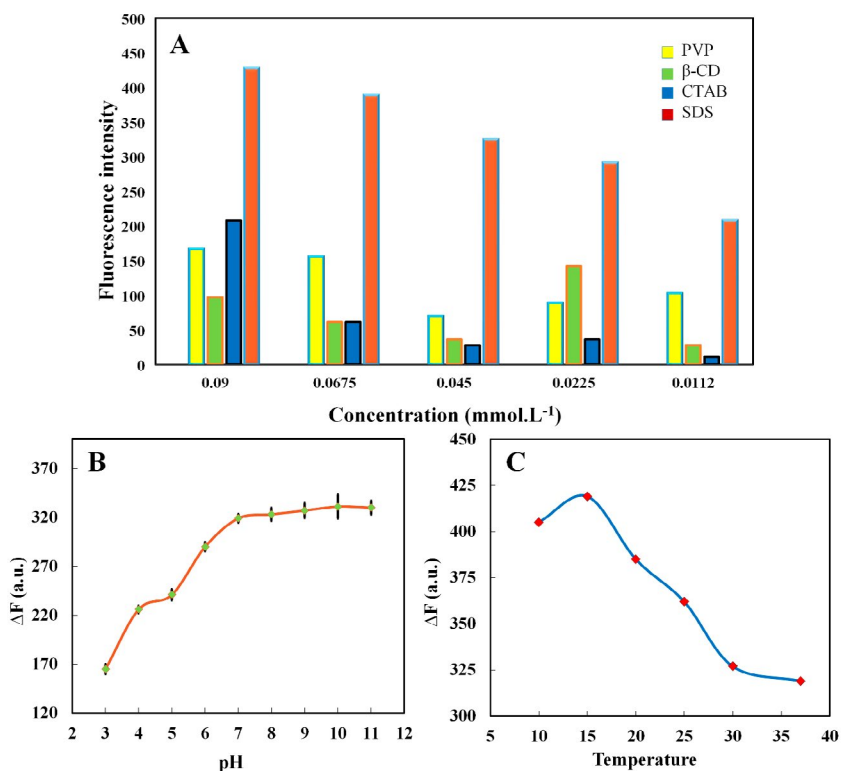 A
500
450
400
350
300
250
200
150
100
50
0
Fluorescence intensity
PVP
β-CD
CTAB
SDS
0.09 0.0675 0.045 0.0225 0.0112
Concentration (mmol.L-1)
B
370
320
270
220
170
120
ΔF (a.u.)
2 3 4 5 6 7 8 9 10 11 12
pH
C
450
425
400
375
350
325
300
ΔF (a.u.)
5 10 15 20 25 30 35 40
Temperature